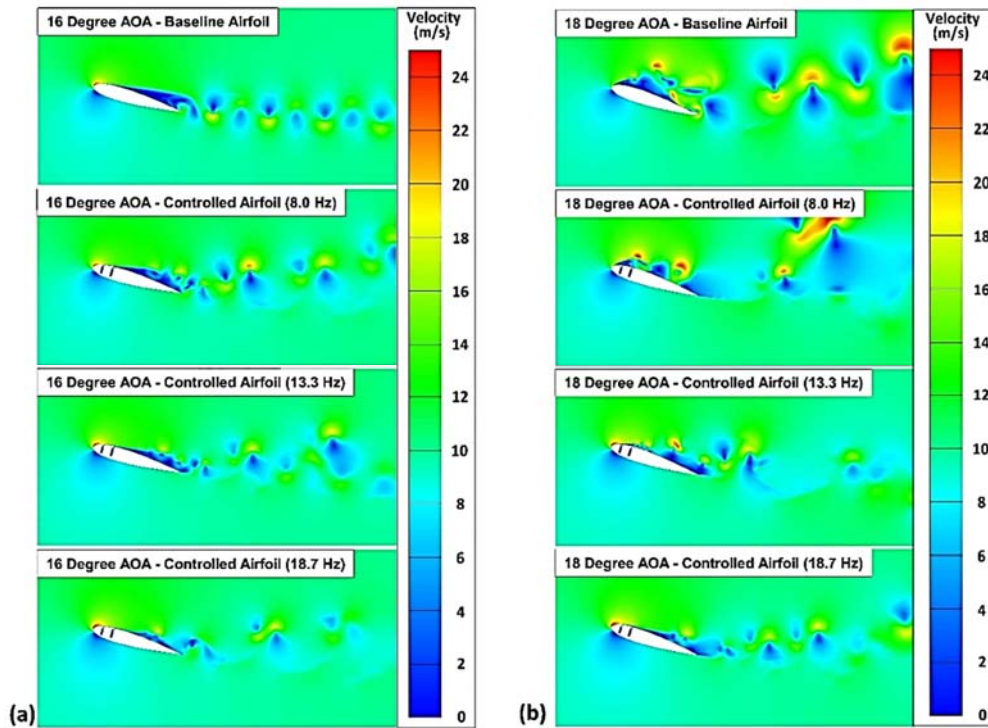 16 Degree AOA - Baseline Airfoil
Velocity
(m/s)
24
22
20
18
16
14
12
10
8
6
4
2
0
16 Degree AOA - Controlled Airfoil (8.0 Hz)
16 Degree AOA - Controlled Airfoil (13.3 Hz)
16 Degree AOA - Controlled Airfoil (18.7 Hz)
(a)
18 Degree AOA - Baseline Airfoil
Velocity
(m/s)
24
22
20
18
16
14
12
10
8
6
4
2
0
18 Degree AOA - Controlled Airfoil (8.0 Hz)
18 Degree AOA - Controlled Airfoil (13.3 Hz)
18 Degree AOA - Controlled Airfoil (18.7 Hz)
(b)